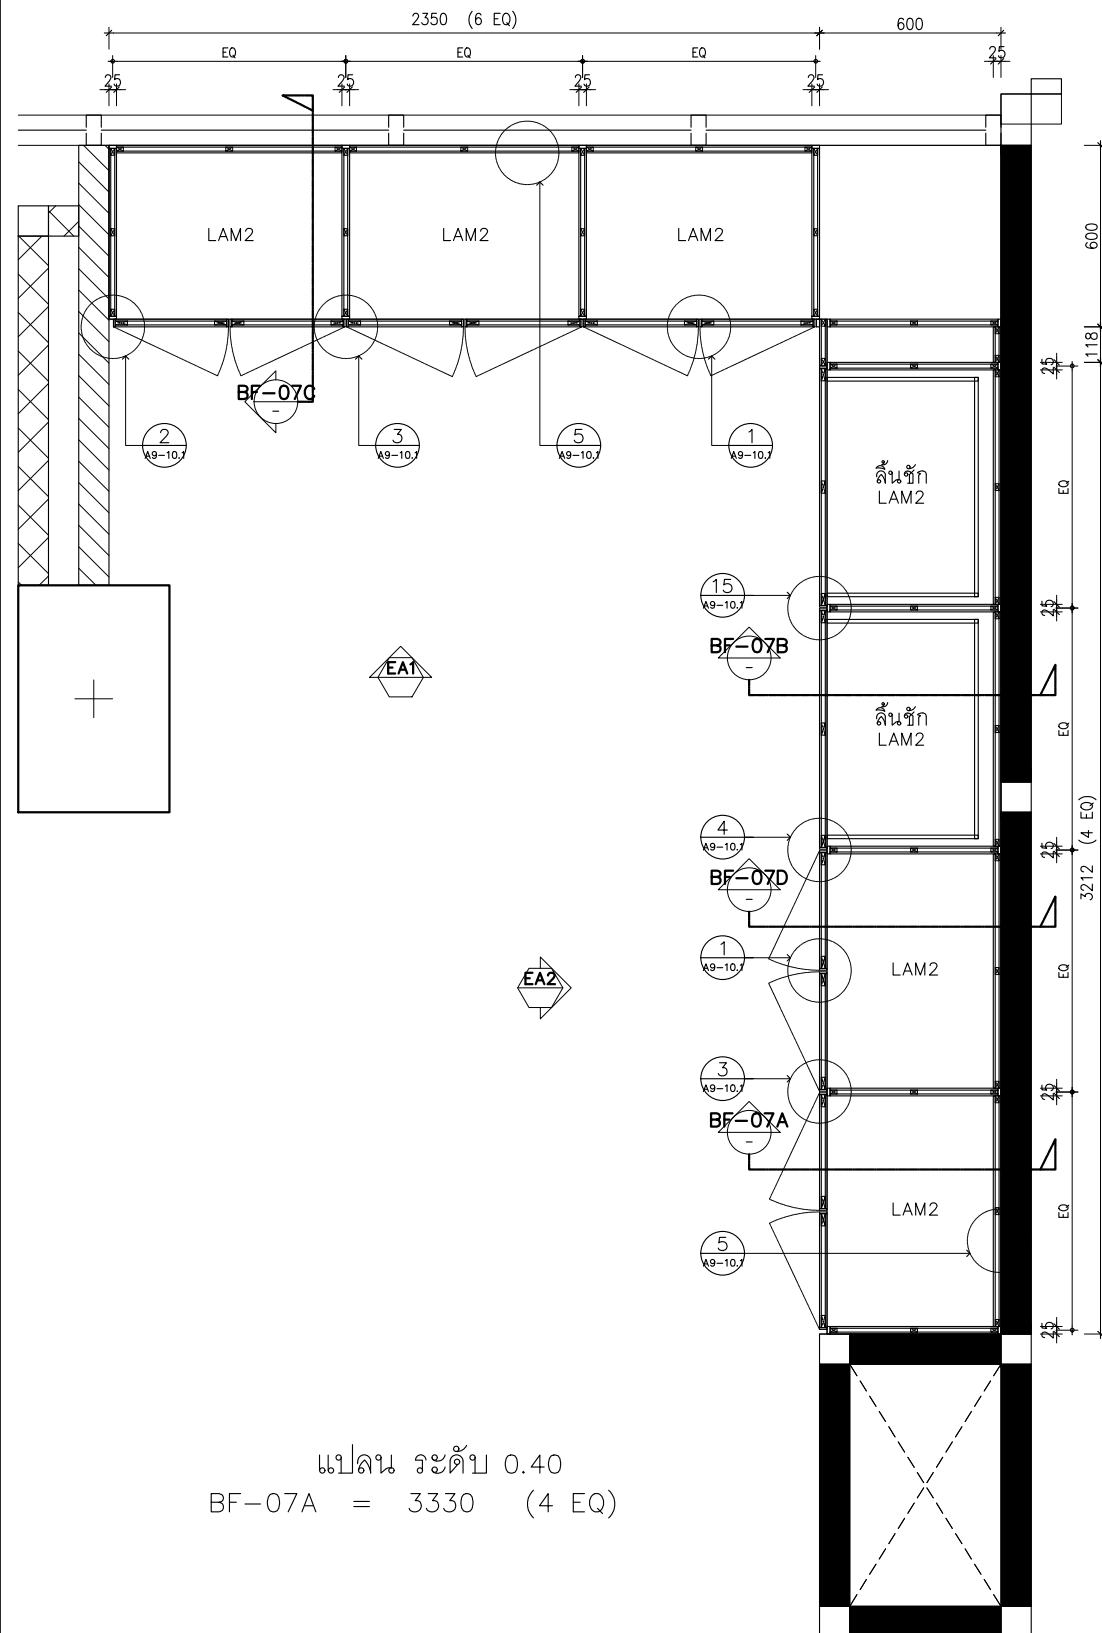 2350 (6 EQ)
600
EQ
EQ
EQ
25
25
25
25
25
LAM2
LAM2
LAM2
600
118
BF-07C
-
2
A9-10.1
3
A9-10.1
5
A9-10.1
1
A9-10.1
25
ลิ้นชัก
LAM2
EQ
15
A9-10.1
25
BF-07B
-
EA1
ลิ้นชัก
LAM2
EQ
3212 (4 EQ)
4
A9-10.1
25
BF-07D
-
1
A9-10.1
LAM2
EQ
EA2
3
A9-10.1
25
BF-07A
-
LAM2
EQ
5
A9-10.1
25
แปลน ระดับ 0.40
BF-07A = 3330 (4 EQ)